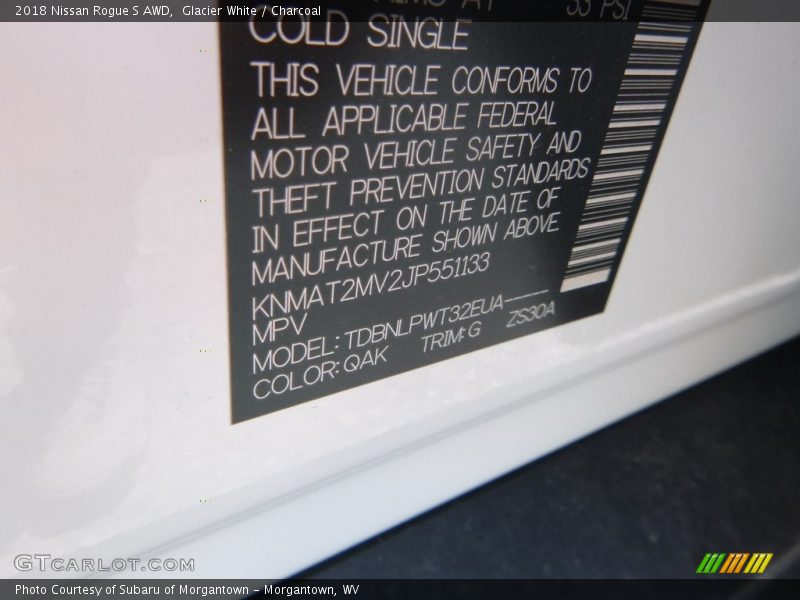 2018 Nissan Rogue S AWD,  Glacier White / Charcoal
35 PSI
COLD SINGLE
THIS VEHICLE CONFORMS TO
ALL APPLICABLE FEDERAL
MOTOR VEHICLE SAFETY AND
THEFT PREVENTION STANDARDS
IN EFFECT ON THE DATE OF
MANUFACTURE SHOWN ABOVE
KNMAT2MV2JP551133
MPV
MODEL: TDBNLPWT32EUA-----
COLOR: QAK TRIM: G ZS30A
GTCARLOT.COM
Photo Courtesy of Subaru of Morgantown - Morgantown, WV